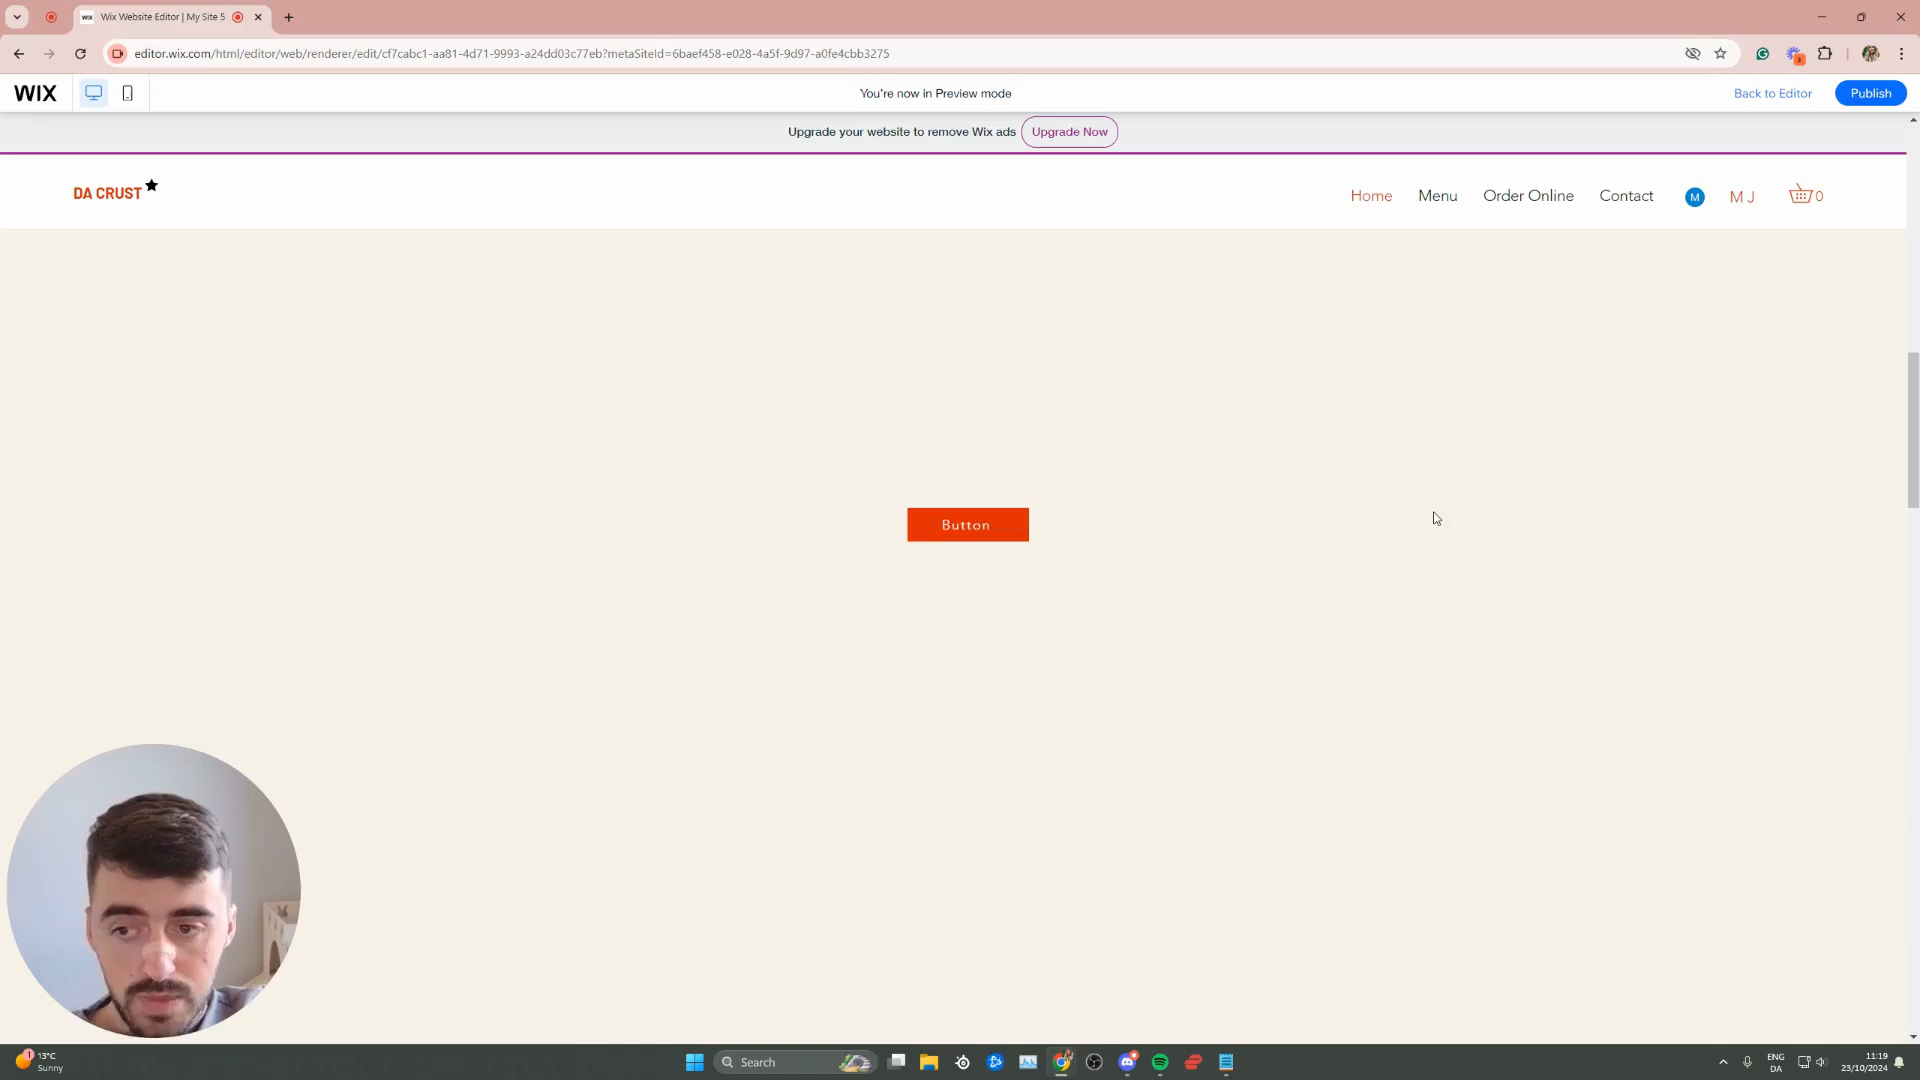 WIX Wix Website Editor | My Site 5
editor.wix.com/html/editor/web/renderer/edit/cf7cabc1-aa81-4d71-9993-a24dd03c77eb?metaSiteId=6baef458-e028-4a5f-9d97-a0fe4cbb3275
WIX You're now in Preview mode Back to Editor Publish
Upgrade your website to remove Wix ads Upgrade Now
DA CRUST Home Menu Order Online Contact M M J 0
Button
1 13°C
Sunny
Search
ENG
DA
11:19
23/10/2024